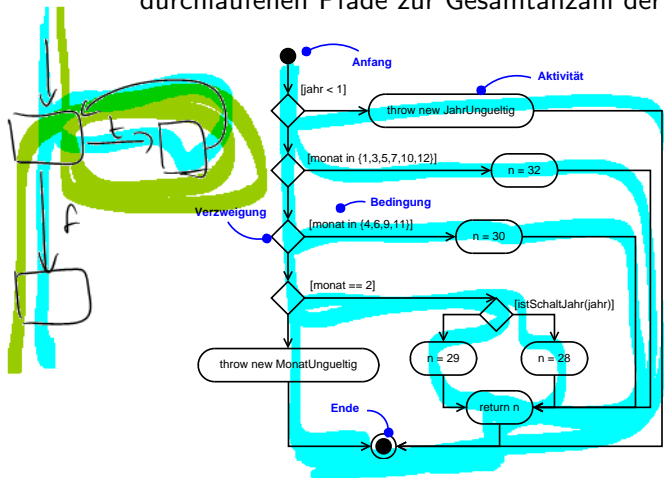 durchlaufenen Pfade zur Gesamtanzahl der
Anfang
[jahr < 1]
Aktivität
throw new JahrUngueltig
t
[monat in {1,3,5,7,10,12}]
n = 32
Bedingung
Verzweigung
[monat in {4,6,9,11}]
n = 30
f
[monat == 2]
[istSchaltJahr(jahr)]
throw new MonatUngueltig
n = 29
n = 28
Ende
return n